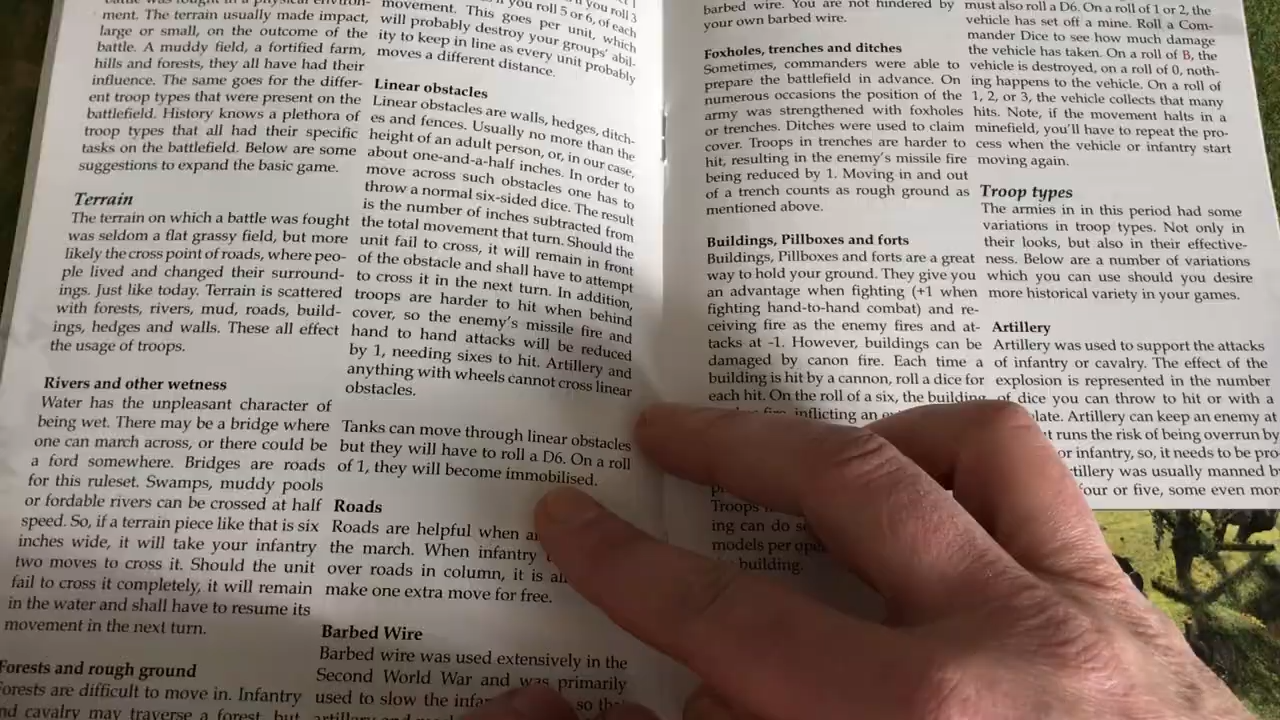 ment. The terrain usually made impact,
large or small, on the outcome of the
battle. A muddy field, a fortified farm,
hills and forests, they all have had their
influence. The same goes for the differ-
ent troop types that were present on the
battlefield. History knows a plethora of
troop types that all had their specific
tasks on the battlefield. Below are some
suggestions to expand the basic game.
Terrain
The terrain on which a battle was fought
was seldom a flat grassy field, but more
likely the cross point of roads, where peo-
ple lived and changed their surround-
ings. Just like today. Terrain is scattered
with forests, rivers, mud, roads, build-
ings, hedges and walls. These all effect
the usage of troops.
Rivers and other wetness
Water has the unpleasant character of
being wet. There may be a bridge where
one can march across, or there could be
a ford somewhere. Bridges are roads
for this ruleset. Swamps, muddy pools
or fordable rivers can be crossed at half
speed. So, if a terrain piece like that is six
inches wide, it will take your infantry
two moves to cross it. Should the unit
fail to cross it completely, it will remain
in the water and shall have to resume its
movement in the next turn.
Forests and rough ground
Forests are difficult to move in. Infantry
and cavalry may traverse a forest, but
you roll 5 or 6, of each
movement. This goes per unit, which
will probably destroy your groups' abil-
ity to keep in line as every unit probably
moves a different distance.
Linear obstacles
Linear obstacles are walls, hedges, ditch-
es and fences. Usually no more than the
height of an adult person, or, in our case,
about one-and-a-half inches. In order to
move across such obstacles one has to
throw a normal six-sided dice. The result
is the number of inches subtracted from
the total movement that turn. Should the
unit fail to cross, it will remain in front
of the obstacle and shall have to attempt
to cross it in the next turn. In addition,
troops are harder to hit when behind
cover, so the enemy's missile fire and
hand to hand attacks will be reduced
by 1, needing sixes to hit. Artillery and
anything with wheels cannot cross linear
obstacles.
Tanks can move through linear obstacles
but they will have to roll a D6. On a roll
of 1, they will become immobilised.
Roads
Roads are helpful when
the march. When infantry
over roads in column, it is
make one extra move for free.
Barbed Wire
Barbed wire was used extensively in the
Second World War and was primarily
used to slow the
barbed wire. You are not hindered by
your own barbed wire.
Foxholes, trenches and ditches
Sometimes, commanders were able to
prepare the battlefield in advance. On
numerous occasions the position of the
army was strengthened with foxholes
or trenches. Ditches were used to claim
cover. Troops in trenches are harder to
hit, resulting in the enemy's missile fire
being reduced by 1. Moving in and out
of a trench counts as rough ground as
mentioned above.
Buildings, Pillboxes and forts
Buildings, Pillboxes and forts are a great
way to hold your ground. They give you
an advantage when fighting (+1 when
fighting hand-to-hand combat) and re-
ceiving fire as the enemy fires and at-
tacks at -1. However, buildings can be
damaged by canon fire. Each time a
building is hit by a cannon, roll a dice for
each hit. On the roll of a six, the building
fire, inflicting an
Troops
ing can do
models per
building.
must also roll a D6. On a roll of 1 or 2, the
vehicle has set off a mine. Roll a Com-
mander Dice to see how much damage
the vehicle has taken. On a roll of B, the
vehicle is destroyed, on a roll of 0, noth-
ing happens to the vehicle. On a roll of
1, 2, or 3, the vehicle collects that many
hits. Note, if the movement halts in a
minefield, you'll have to repeat the pro-
cess when the vehicle or infantry start
moving again.
Troop types
The armies in in this period had some
variations in troop types. Not only in
their looks, but also in their effective-
ness. Below are a number of variations
which you can use should you desire
more historical variety in your games.
Artillery
Artillery was used to support the attacks
of infantry or cavalry. The effect of the
explosion is represented in the number
of dice you can throw to hit or with a
Artillery can keep an enemy at
runs the risk of being overrun by
or infantry, so, it needs to be pro-
was usually manned b
four or five, some even mor